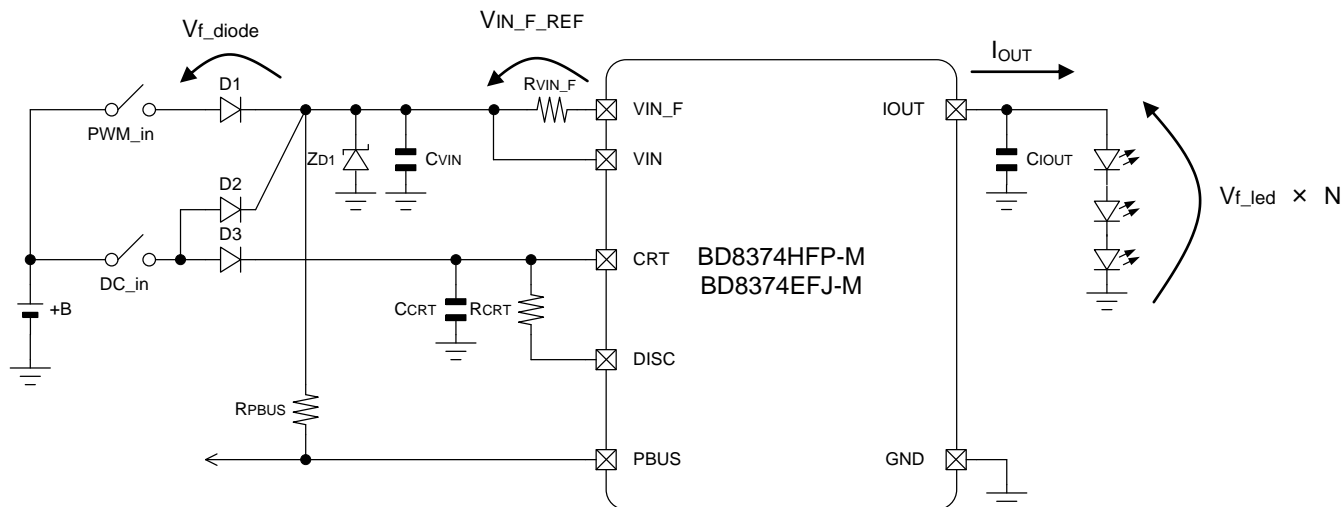 Vf_diode
VIN_F_REF
IOUT
D1
RVIN_F
VIN_F
IOUT
PWM_in
ZD1
CVIN
VIN
CIOUT
D2
Vf_led × N
D3
CRT
BD8374HFP-M
BD8374EFJ-M
DC_in
+B
CCRT
RCRT
DISC
RPBUS
PBUS
GND